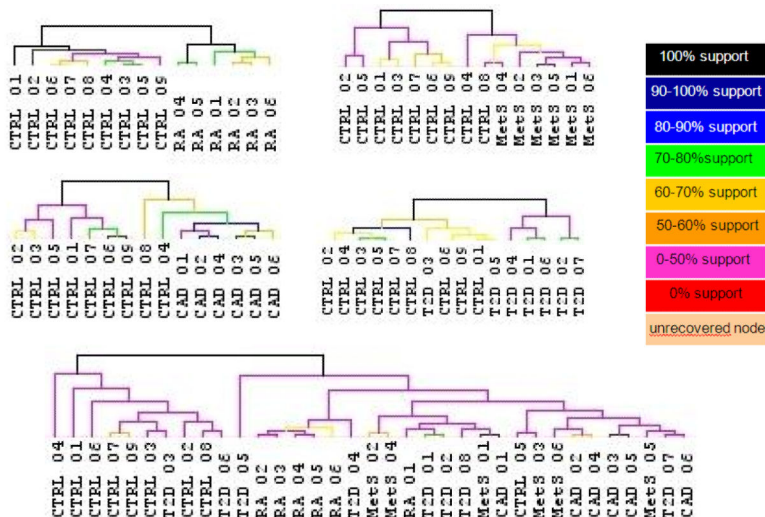 CTRL 01
CTRL 02
CTRL 06
CTRL 07
CTRL 08
CTRL 04
CTRL 03
CTRL 05
CTRL 09
RA 04
RA 05
RA 01
RA 02
RA 03
RA 06
CTRL 02
CTRL 05
CTRL 01
CTRL 03
CTRL 07
CTRL 06
CTRL 09
CTRL 04
CTRL 08
MetS 04
MetS 02
MetS 03
MetS 05
MetS 01
MetS 06
100% support
90-100% support
80-90% support
70-80%support
60-70% support
50-60% support
0-50% support
0% support
unrecovered node
CTRL 02
CTRL 03
CTRL 05
CTRL 01
CTRL 07
CTRL 06
CTRL 09
CTRL 08
CTRL 04
CAD 01
CAD 02
CAD 04
CAD 03
CAD 05
CAD 06
CTRL 02
CTRL 04
CTRL 03
CTRL 05
CTRL 07
CTRL 08
T2D 03
CTRL 06
CTRL 09
CTRL 01
T2D 05
T2D 04
T2D 01
T2D 06
T2D 02
T2D 07
CTRL 04
CTRL 01
CTRL 06
CTRL 07
CTRL 09
CTRL 03
T2D 03
CTRL 02
CTRL 08
T2D 06
T2D 05
RA 02
RA 03
RA 04
RA 05
RA 06
T2D 04
MetS 02
MetS 04
RA 01
T2D 01
T2D 02
T2D 08
MetS 01
CAD 01
CTRL 05
MetS 03
MetS 06
CAD 02
CAD 04
CAD 03
CAD 05
MetS 05
T2D 07
CAD 06